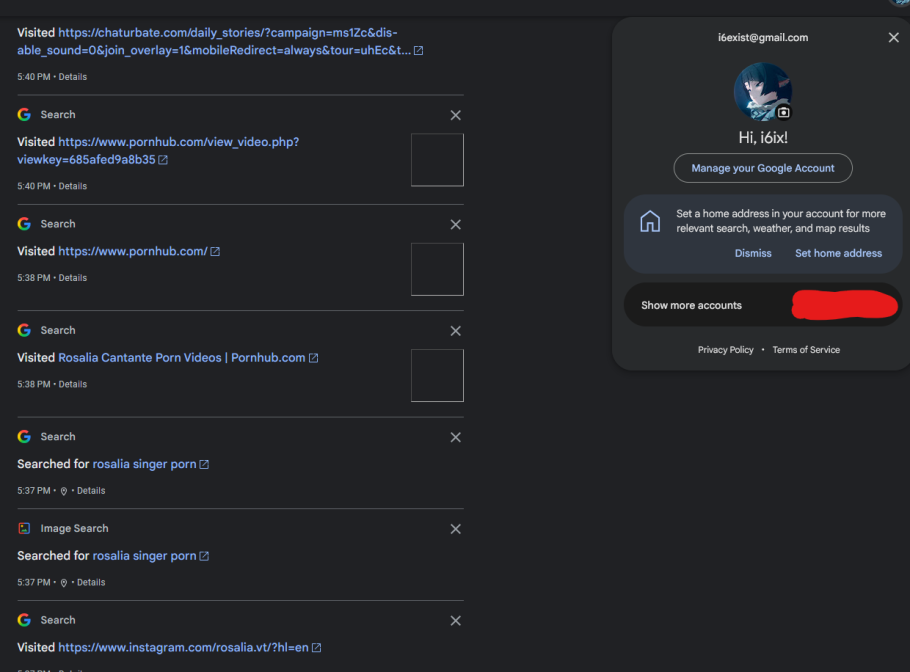 Visited https://chaturbate.com/daily_stories/?campaign=ms1Zc&dis-
able_sound=0&join_overlay=1&mobileRedirect=always&tour=uhEc&t...
5:40 PM • Details
Search
Visited https://www.pornhub.com/view_video.php?
viewkey=685afed9a8b35
5:40 PM • Details
Search
Visited https://www.pornhub.com/
5:38 PM • Details
Search
Visited Rosalia Cantante Porn Videos | Pornhub.com
5:38 PM • Details
Search
Searched for rosalia singer porn
5:37 PM • Details
Image Search
Searched for rosalia singer porn
5:37 PM • Details
Search
Visited https://www.instagram.com/rosalia.vt/?hl=en
i6exist@gmail.com
Hi, i6ix!
Manage your Google Account
Set a home address in your account for more
relevant search, weather, and map results
Dismiss Set home address
Show more accounts
Privacy Policy • Terms of Service